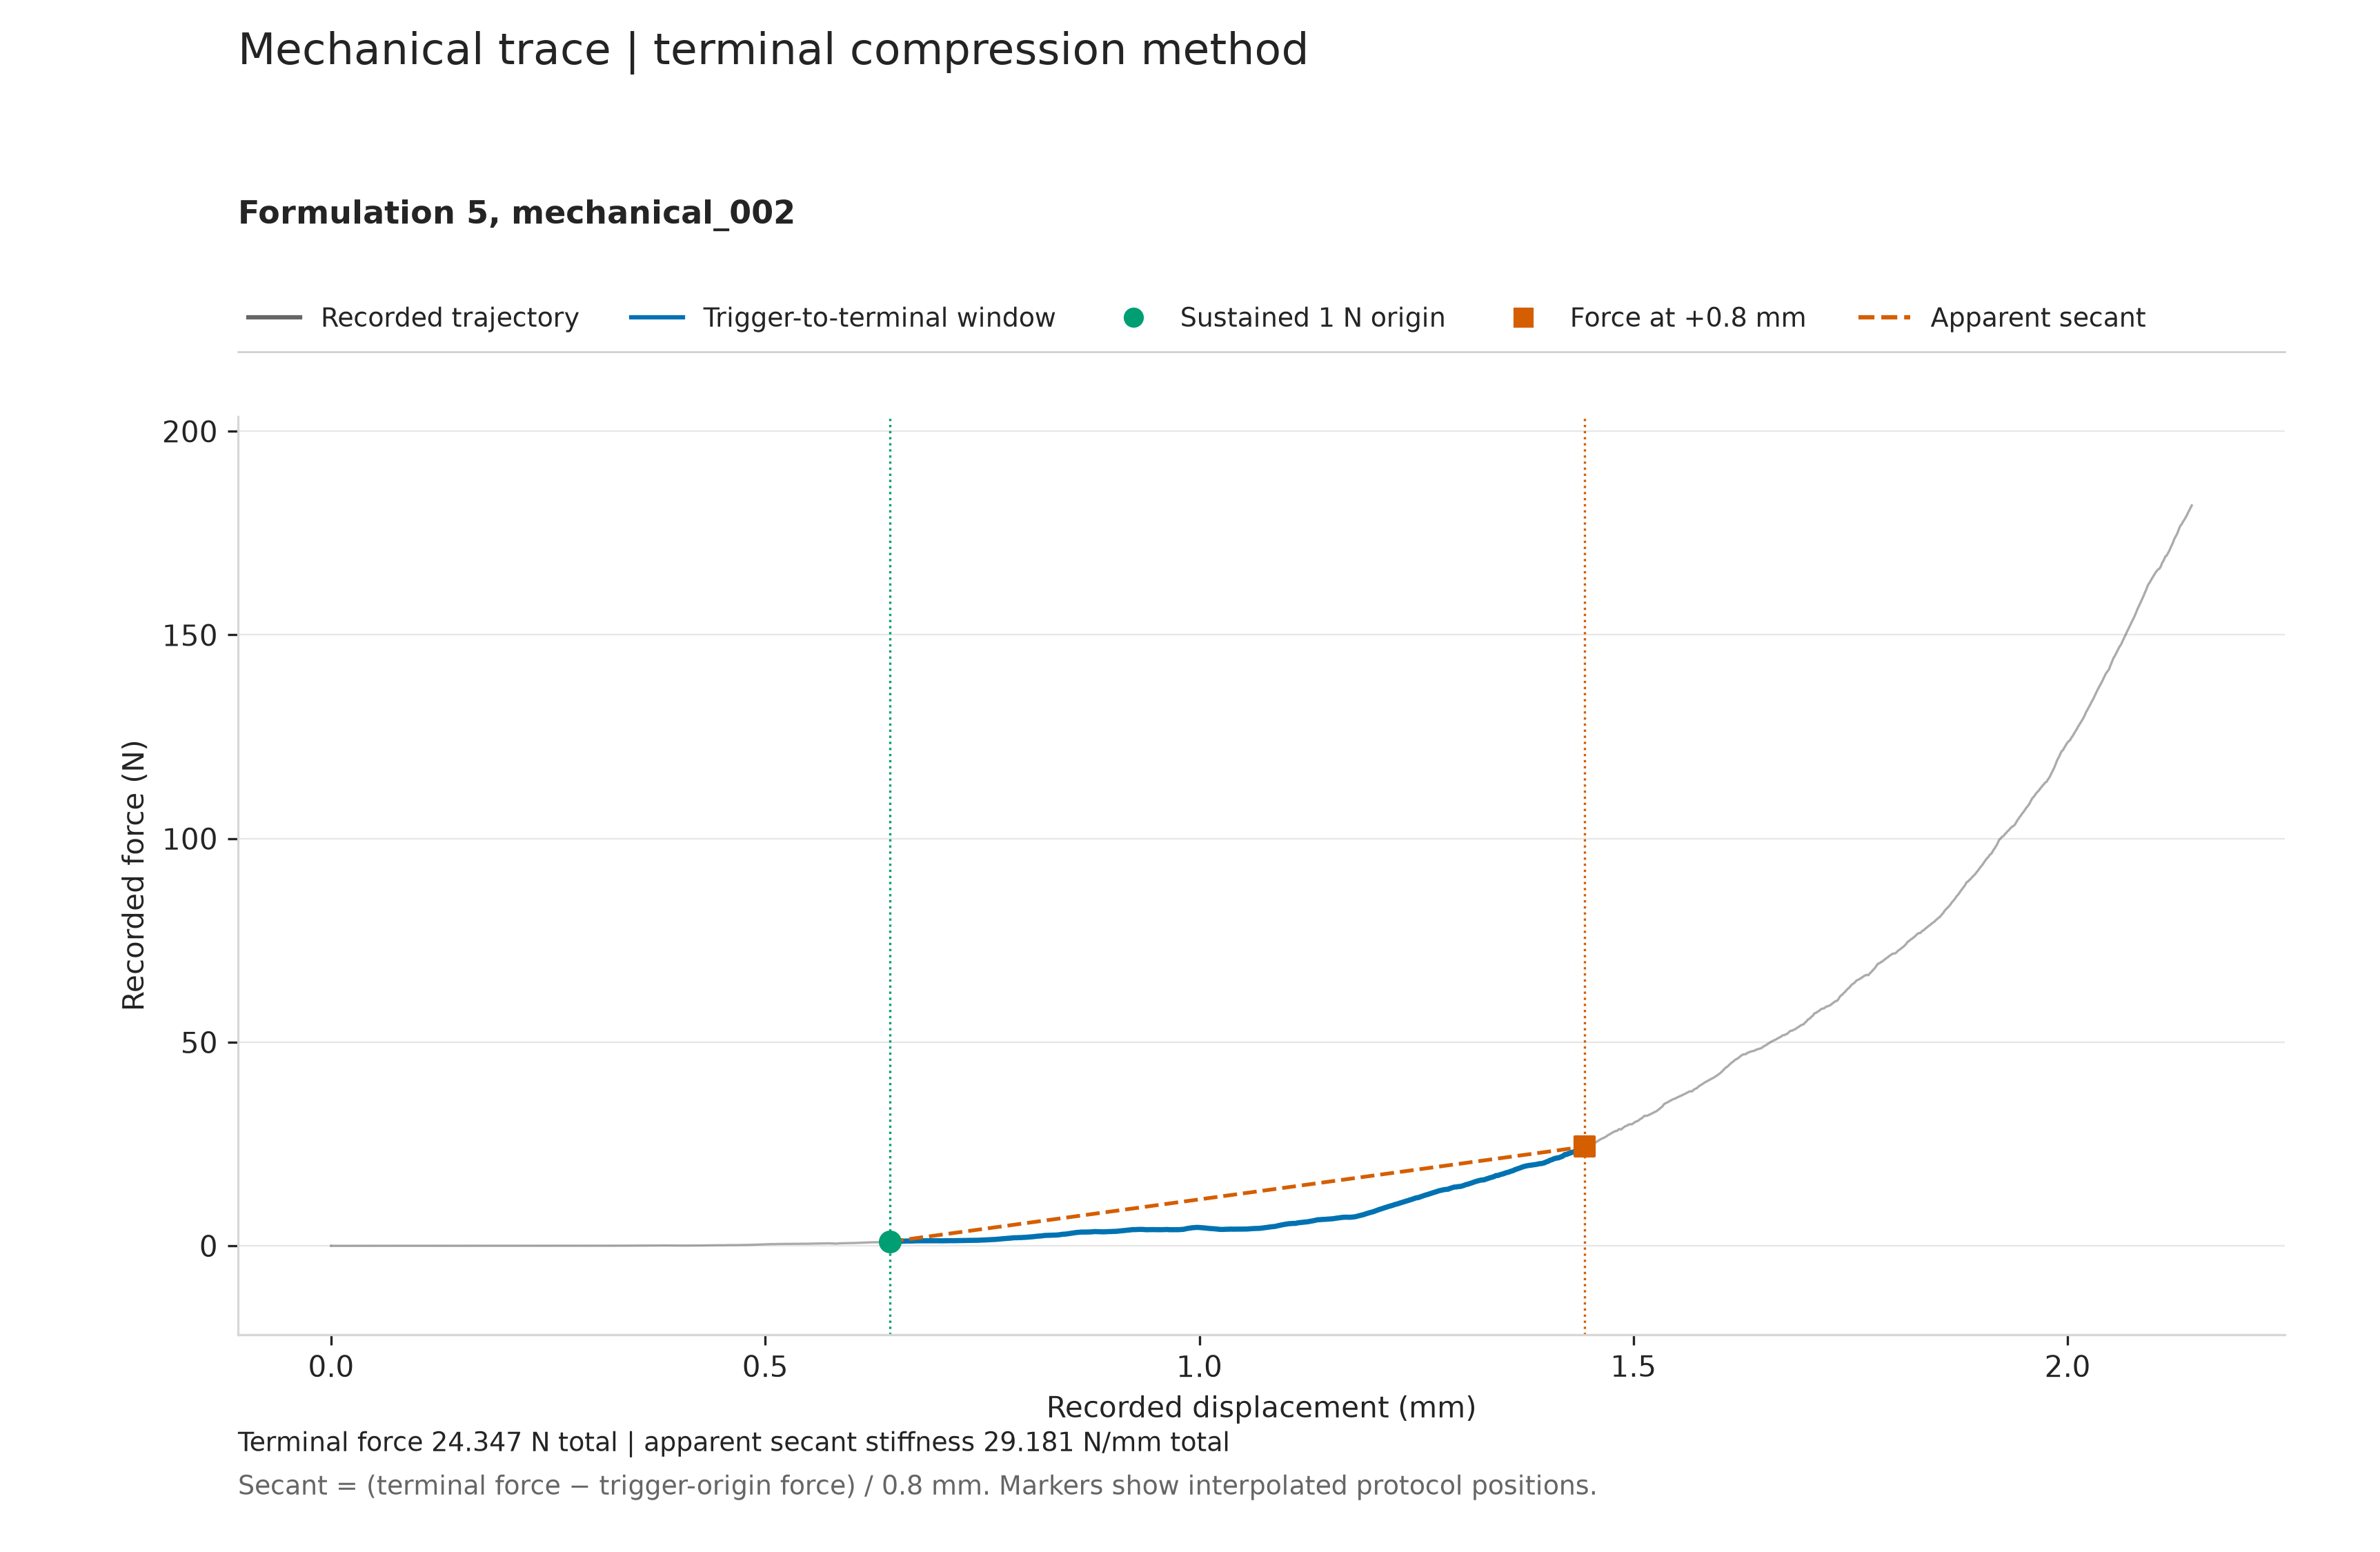 Mechanical trace | terminal compression method
Formulation 5, mechanical_002
Recorded trajectory
Trigger-to-terminal window
Sustained 1 N origin
Force at +0.8 mm
Apparent secant
200
150
100
50
0
Recorded force (N)
0.0
0.5
1.0
1.5
2.0
Recorded displacement (mm)
Terminal force 24.347 N total | apparent secant stiffness 29.181 N/mm total
Secant = (terminal force − trigger-origin force) / 0.8 mm. Markers show interpolated protocol positions.